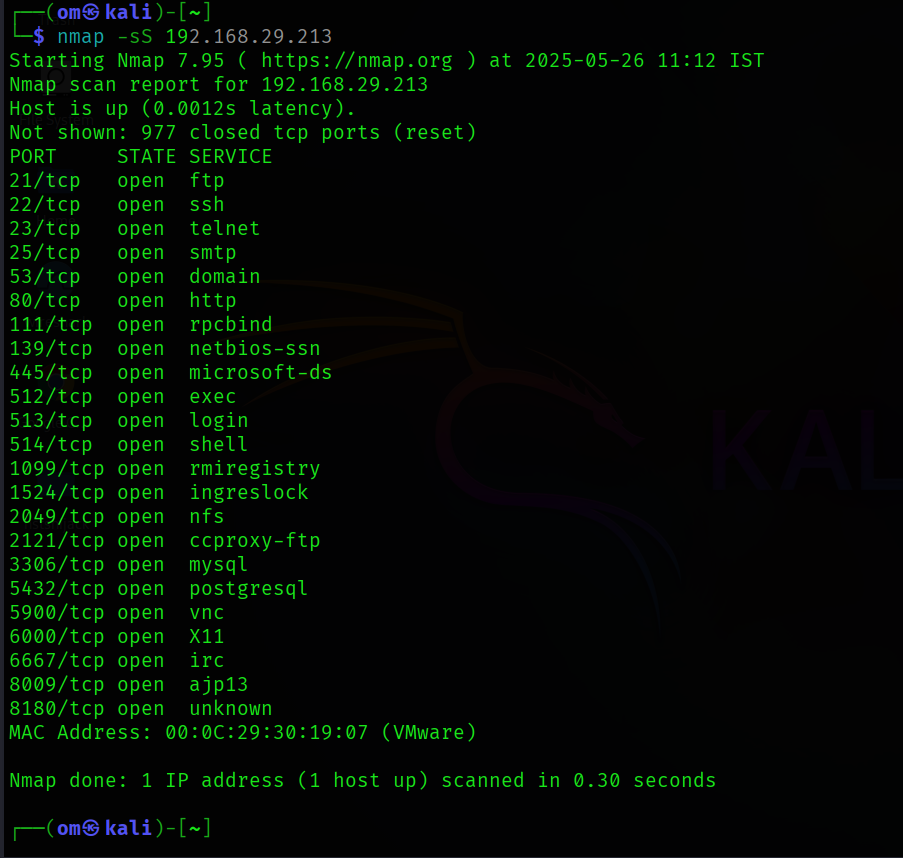 ┌──(om㉿kali)-[~]
└─$ nmap -sS 192.168.29.213
Starting Nmap 7.95 ( https://nmap.org ) at 2025-05-26 11:12 IST
Nmap scan report for 192.168.29.213
Host is up (0.0012s latency).
Not shown: 977 closed tcp ports (reset)
PORT     STATE SERVICE
21/tcp   open  ftp
22/tcp   open  ssh
23/tcp   open  telnet
25/tcp   open  smtp
53/tcp   open  domain
80/tcp   open  http
111/tcp  open  rpcbind
139/tcp  open  netbios-ssn
445/tcp  open  microsoft-ds
512/tcp  open  exec
513/tcp  open  login
514/tcp  open  shell
1099/tcp open  rmiregistry
1524/tcp open  ingreslock
2049/tcp open  nfs
2121/tcp open  ccproxy-ftp
3306/tcp open  mysql
5432/tcp open  postgresql
5900/tcp open  vnc
6000/tcp open  X11
6667/tcp open  irc
8009/tcp open  ajp13
8180/tcp open  unknown
MAC Address: 00:0C:29:30:19:07 (VMware)
Nmap done: 1 IP address (1 host up) scanned in 0.30 seconds
┌──(om㉿kali)-[~]
KAL